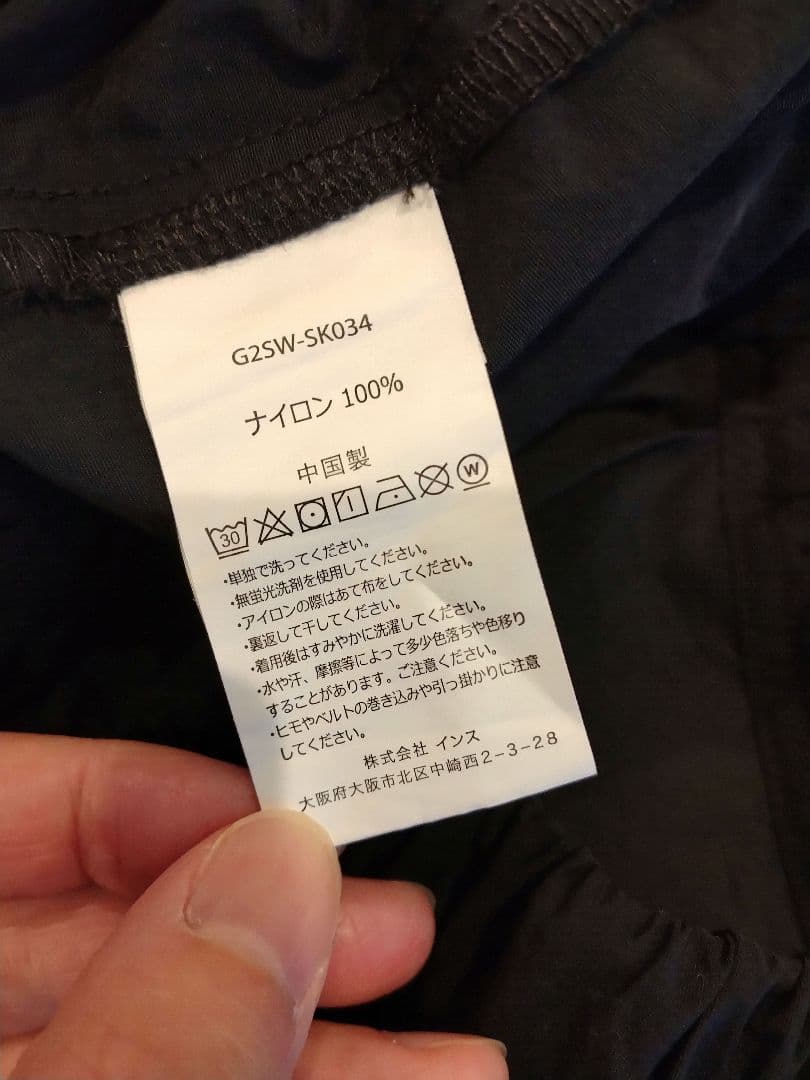 G2SW-SK034
ナイロン 100%
中国製
30 W
・単独で洗ってください。
・無蛍光洗剤を使用してください。
・アイロンの際はあて布をしてください。
・裏返して干してください。
・着用後はすみやかに洗濯してください。
・水や汗、摩擦等によって多少色落ちや色移り
することがあります。ご注意ください。
・ヒモやベルトの巻き込みや引っ掛かりに注意
してください。
株式会社 インス
大阪府大阪市北区中崎西2-3-28